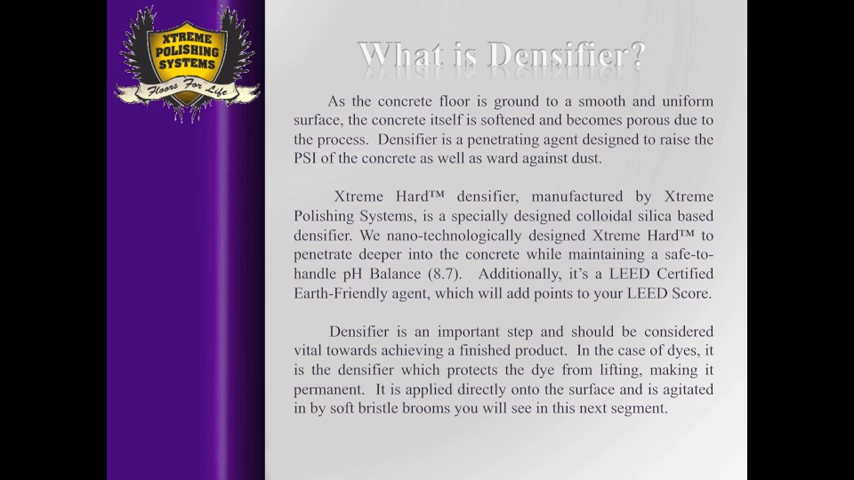 XTREME
POLISHING
SYSTEMS
Floors For Life
What is Densifier?
As the concrete floor is ground to a smooth and uniform
surface, the concrete itself is softened and becomes porous due to
the process. Densifier is a penetrating agent designed to raise the
PSI of the concrete as well as ward against dust.
Xtreme Hard™ densifier, manufactured by Xtreme
Polishing Systems, is a specially designed colloidal silica based
densifier. We nano-technologically designed Xtreme Hard™ to
penetrate deeper into the concrete while maintaining a safe-to-
handle pH Balance (8.7). Additionally, it’s a LEED Certified
Earth-Friendly agent, which will add points to your LEED Score.
Densifier is an important step and should be considered
vital towards achieving a finished product. In the case of dyes, it
is the densifier which protects the dye from lifting, making it
permanent. It is applied directly onto the surface and is agitated
in by soft bristle brooms you will see in this next segment.